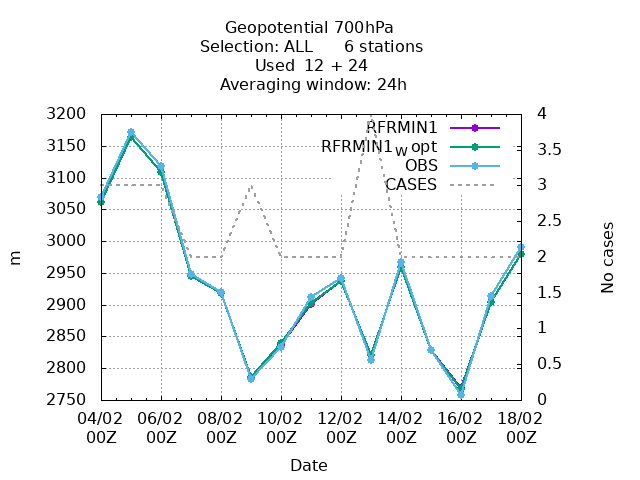 Geopotential 700hPa
Selection: ALL      6 stations
Used  12 + 24
Averaging window: 24h
RFRMIN1
RFRMIN1w opt
OBS
CASES
3200
3150
3100
3050
3000
2950
2900
2850
2800
2750
m
4
3.5
3
2.5
2
1.5
1
0.5
0
No cases
04/02 06/02 08/02 10/02 12/02 14/02 16/02 18/02
00Z 00Z 00Z 00Z 00Z 00Z 00Z 00Z
Date